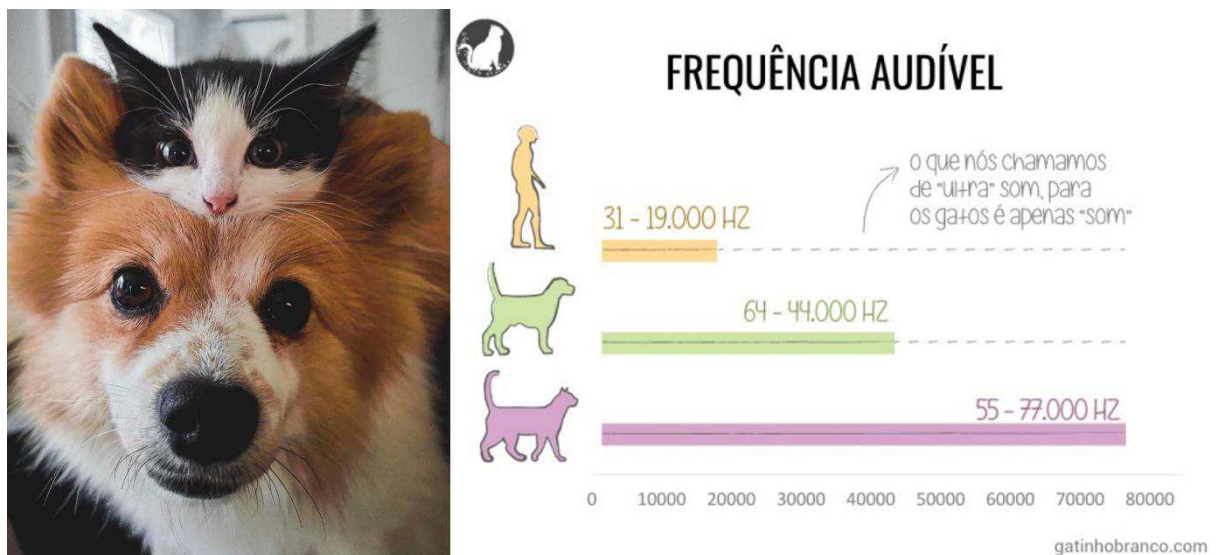 FREQUÊNCIA AUDÍVEL
o que nós chamamos
de "ultra" som, para
os gatos é apenas "som"
31 - 19.000 HZ
64 - 44.000 HZ
55 - 77.000 HZ
0 10000 20000 30000 40000 50000 60000 70000 80000
gatinhobranco.com